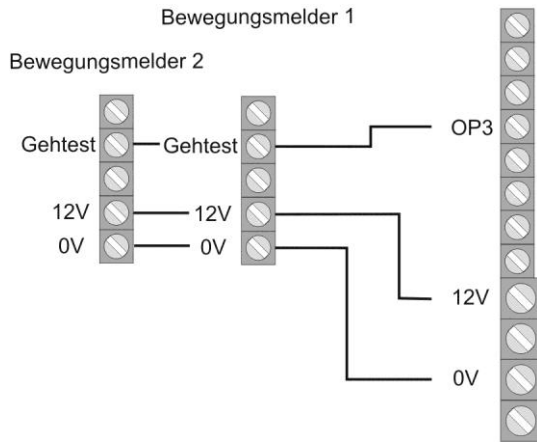 Bewegungsmelder 1
Bewegungsmelder 2
Gehtest
Gehtest
OP3
12V
12V
0V
0V
12V
0V